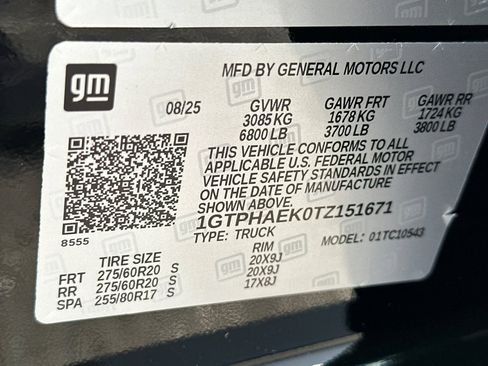 gm
MFD BY GENERAL MOTORS LLC
08/25 GVWR GAWR FRT GAWR RR
3085 KG 1678 KG 1724 KG
6800 LB 3700 LB 3800 LB
THIS VEHICLE CONFORMS TO ALL
APPLICABLE U.S. FEDERAL MOTOR
VEHICLE SAFETY STANDARDS IN EFFECT
ON THE DATE OF MANUFACTURE
SHOWN ABOVE.
1GTPHAEK0TZ151671
8555 TYPE: TRUCK MODEL: 01TC10543
TIRE SIZE RIM
FRT 275/60R20 S 20X9J
RR 275/60R20 S 20X9J
SPA 255/80R17 S 17X8J